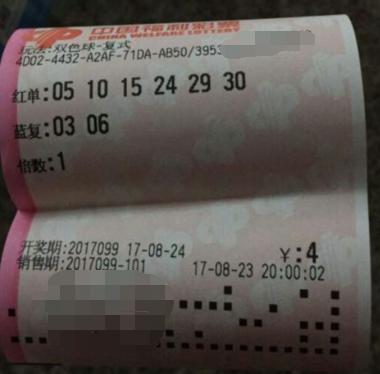 中国福利彩票
CHINA WELFARE LOTTERY
玩法:双色球-复式
4D02-4432-A2AF-71DA-AB50/3953
红单:05 10 15 24 29 30
蓝复:03 06
倍数:1
开奖期:2017099 17-08-24 ¥:4
销售期:2017099-101 17-08-23 20:00:02